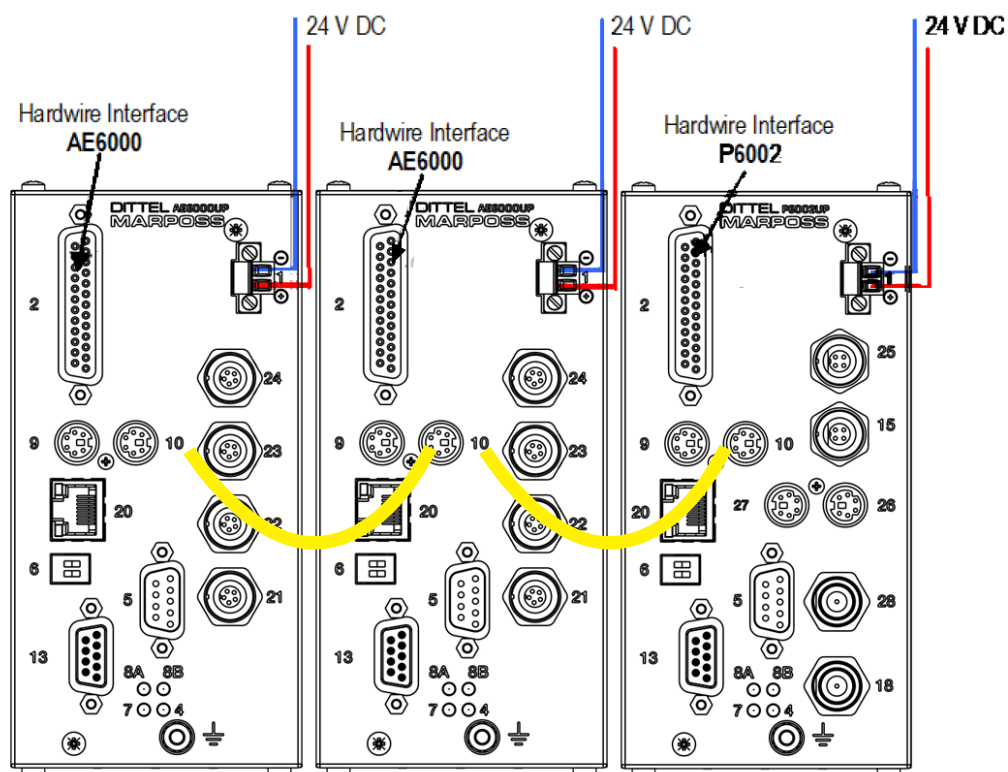 24 V DC
24 V DC
24 V DC
Hardwire Interface
AE6000
Hardwire Interface
AE6000
Hardwire Interface
P6002
DITTEL AE6000UP
MARPOSS
DITTEL AE6000UP
MARPOSS
DITTEL P6002UP
MARPOSS
2
1
24
9
10
23
20
22
6
5
21
13
8A 8B
7 4
2
1
24
9
10
23
20
22
6
5
21
13
8A 8B
7 4
2
1
25
15
9
10
20
27
26
6
5
28
13
8A 8B
18
7 4